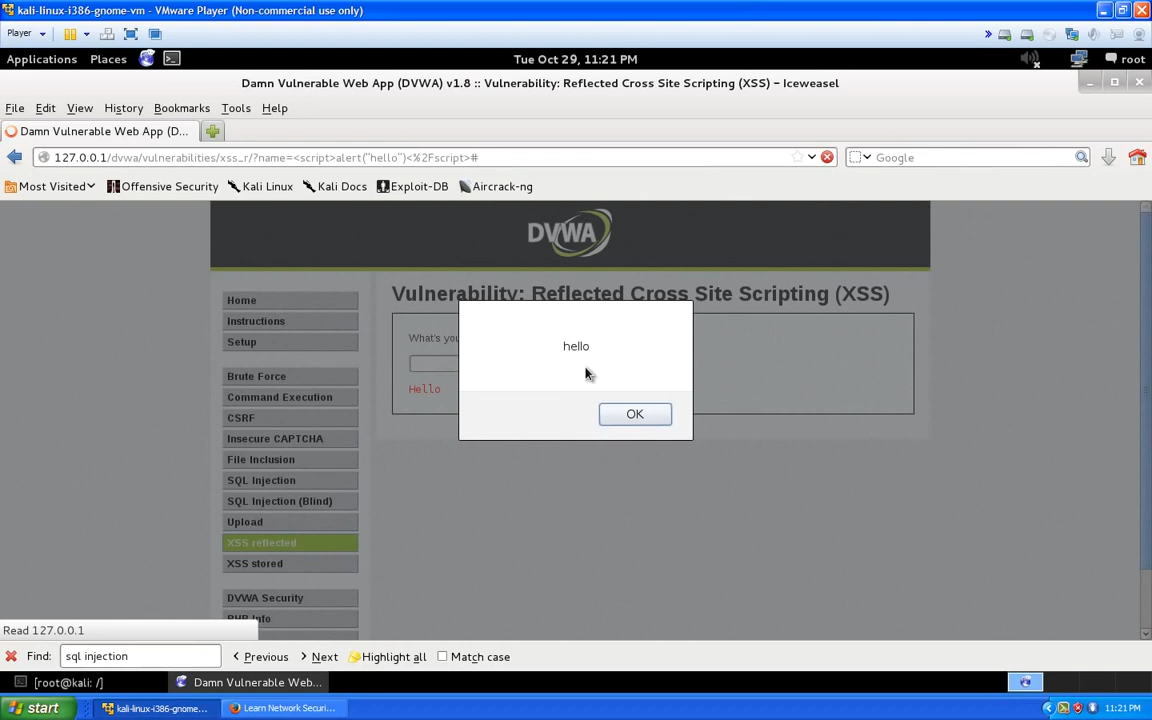 kali-linux-i386-gnome-vm - VMware Player (Non-commercial use only)
Player
Applications Places Tue Oct 29, 11:21 PM root
Damn Vulnerable Web App (DVWA) v1.8 :: Vulnerability: Reflected Cross Site Scripting (XSS) - Iceweasel
File Edit View History Bookmarks Tools Help
Damn Vulnerable Web App (D...
127.0.0.1/dvwa/vulnerabilities/xss_r/?name=<script>alert("hello")<%2Fscript># Google
Most Visited Offensive Security Kali Linux Kali Docs Exploit-DB Aircrack-ng
DVWA
Vulnerability: Reflected Cross Site Scripting (XSS)
Home
Instructions
Setup
Brute Force
Command Execution
CSRF
Insecure CAPTCHA
File Inclusion
SQL Injection
SQL Injection (Blind)
Upload
XSS reflected
XSS stored
DVWA Security
What's
Hello
hello
OK
Read 127.0.0.1
Find: sql injection Previous Next Highlight all Match case
[root@kali: /] Damn Vulnerable Web...
start kali-linux-i386-gnome... Learn Network Securi... 11:21 PM